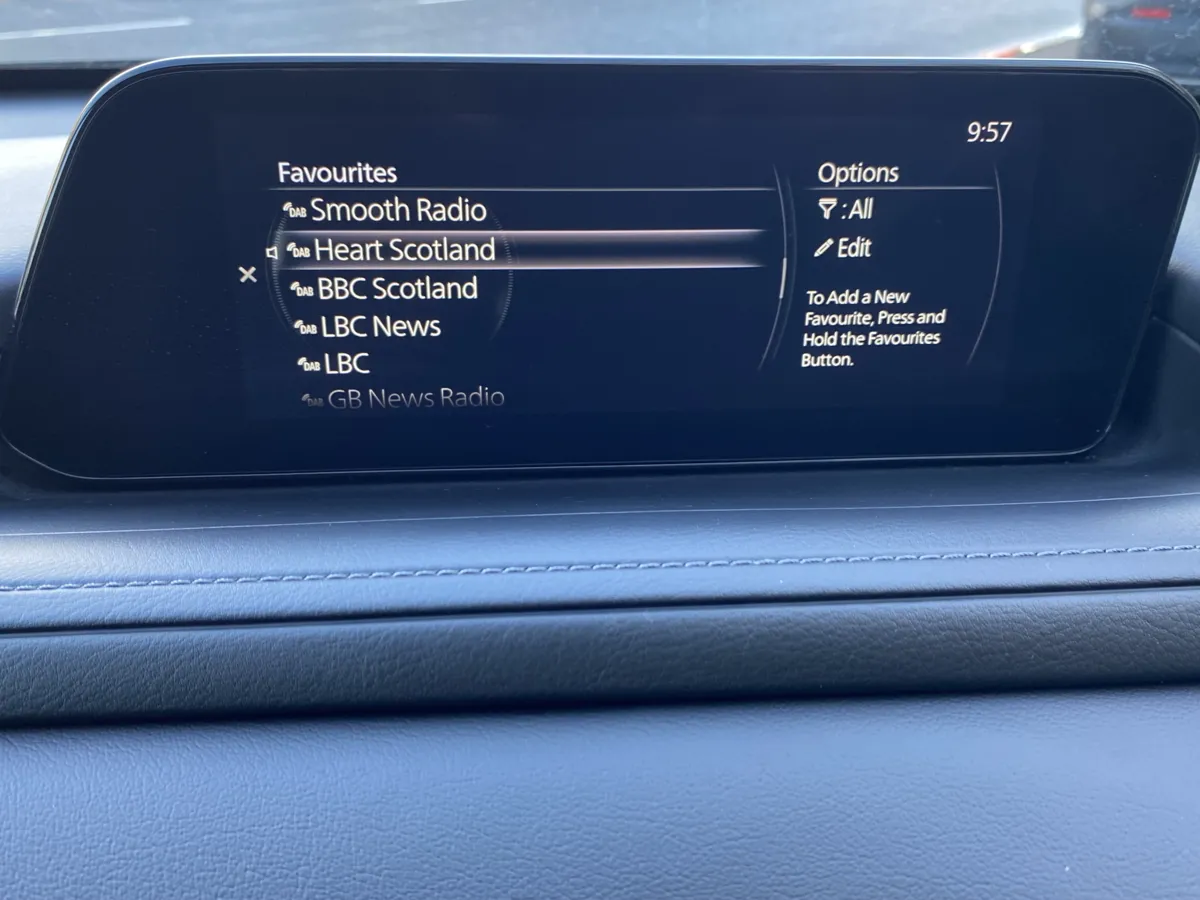 9:57
Favourites
DAB Smooth Radio
DAB Heart Scotland
DAB BBC Scotland
DAB LBC News
DAB LBC
DAB GB News Radio
Options
:All
Edit
To Add a New
Favourite, Press and
Hold the Favourites
Button.